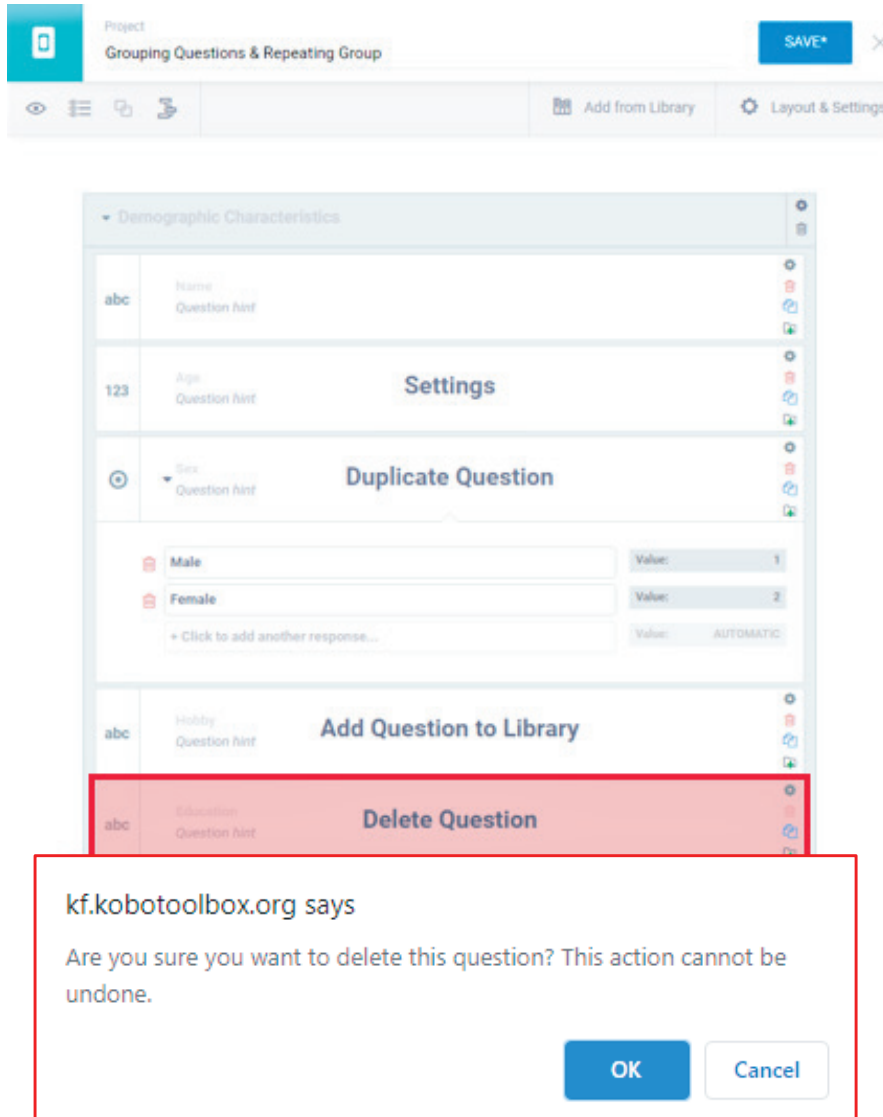 Project
Grouping Questions & Repeating Group
SAVE*
Add from Library
Layout & Settings
Demographic Characteristics
abc
Name
Question hint
123
Age
Question hint
Settings
Sex
Question hint
Duplicate Question
Male
Value: 1
Female
Value: 2
+ Click to add another response...
Value: AUTOMATIC
abc
Hobby
Question hint
Add Question to Library
abc
Education
Question hint
Delete Question
kf.kobotoolbox.org says
Are you sure you want to delete this question? This action cannot be
undone.
OK
Cancel